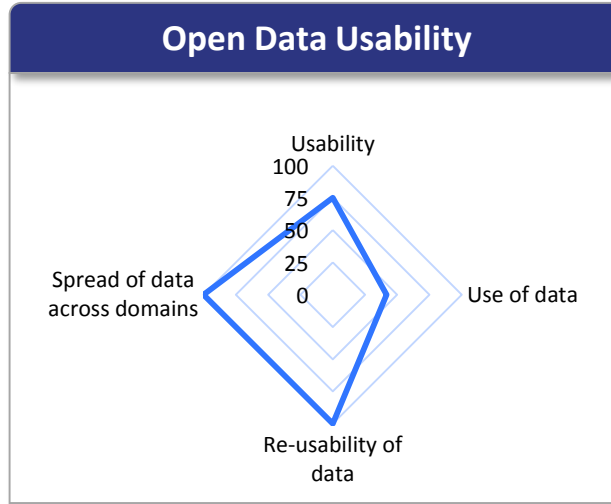 Open Data Usability
Usability
100
75
50
25
0
Spread of data
across domains
Use of data
Re-usability of
data